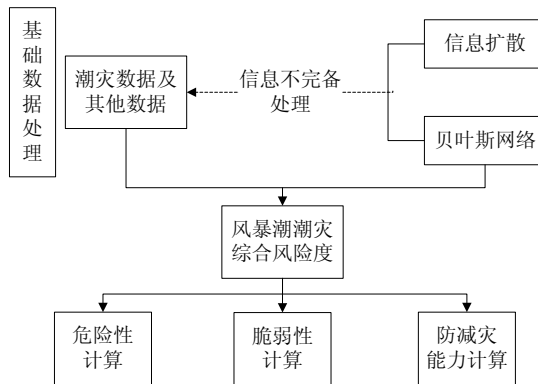 基
础
数
据
处
理
潮灾数据及
其他数据
信息不完备
处理
信息扩散
贝叶斯网络
风暴潮潮灾
综合风险度
危险性
计算
脆弱性
计算
防减灾
能力计算